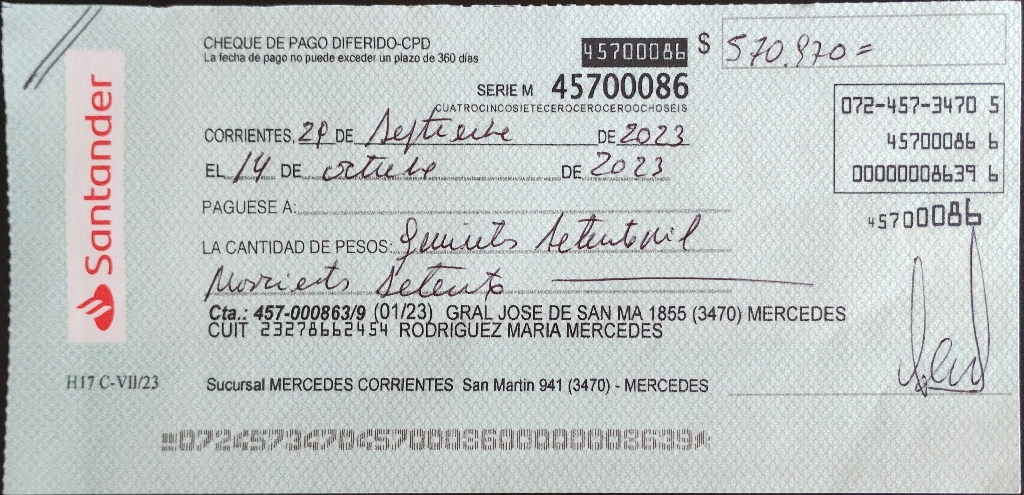 CHEQUE DE PAGO DIFERIDO-CPD
La fecha de pago no puede exceder un plazo de 360 días
45700086 $ 570.970=
SERIE M 45700086
CUATROCINCOSIETECEROCEROCEROOCHOSEIS
072-457-3470 5
45700086 6
00000008639 6
CORRIENTES, 29 DE Septiembre DE 2023
EL 14 DE octubre DE 2023
PAGUESE A:
45700086
LA CANTIDAD DE PESOS: Quinientos Setenta mil
Novecientos Setenta
Cta.: 457-000863/9 (01/23) GRAL JOSE DE SAN MA 1855 (3470) MERCEDES
CUIT 23278662454 RODRIGUEZ MARIA MERCEDES
Santander
H17 C-VII/23
Sucursal MERCEDES CORRIENTES San Martin 941 (3470) - MERCEDES
07245734704570008600000008639